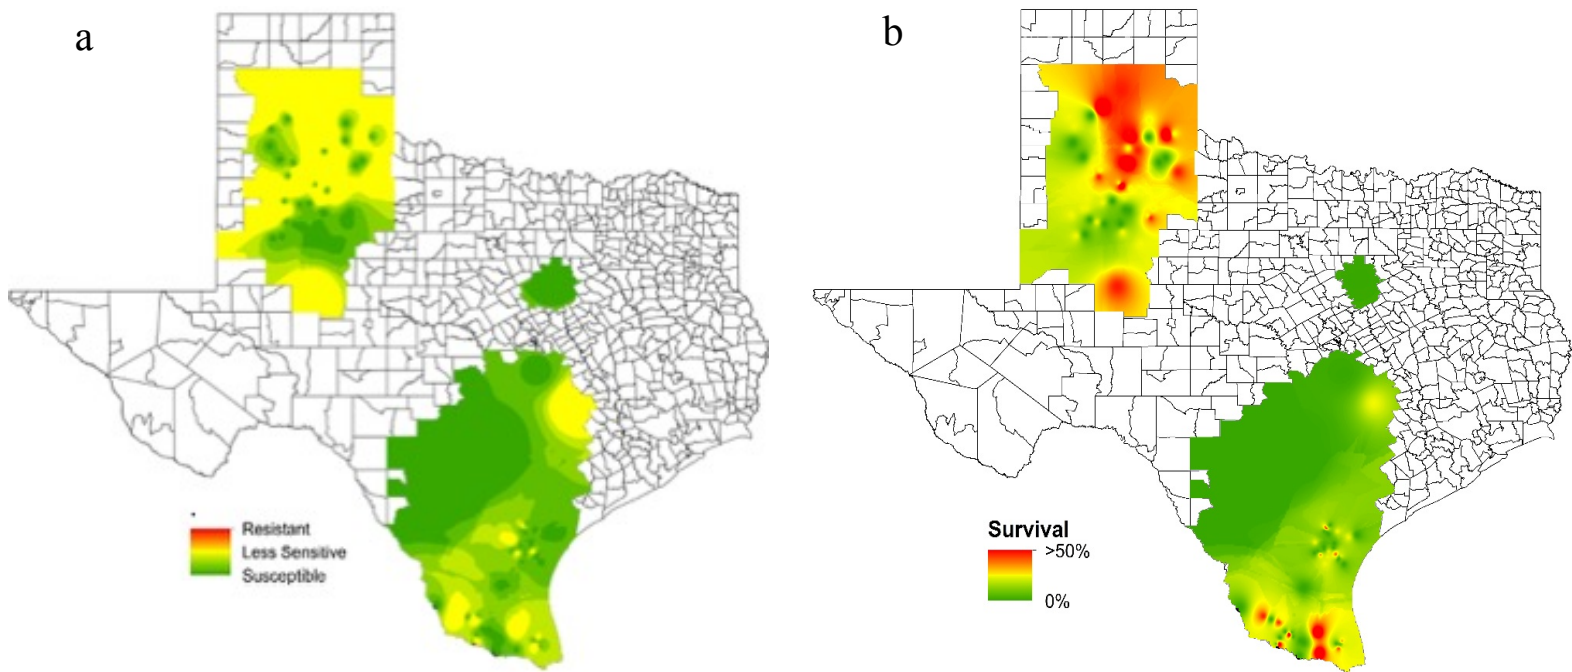 a
b
Resistant
Less Sensitive
Susceptible
Survival
>50%
0%